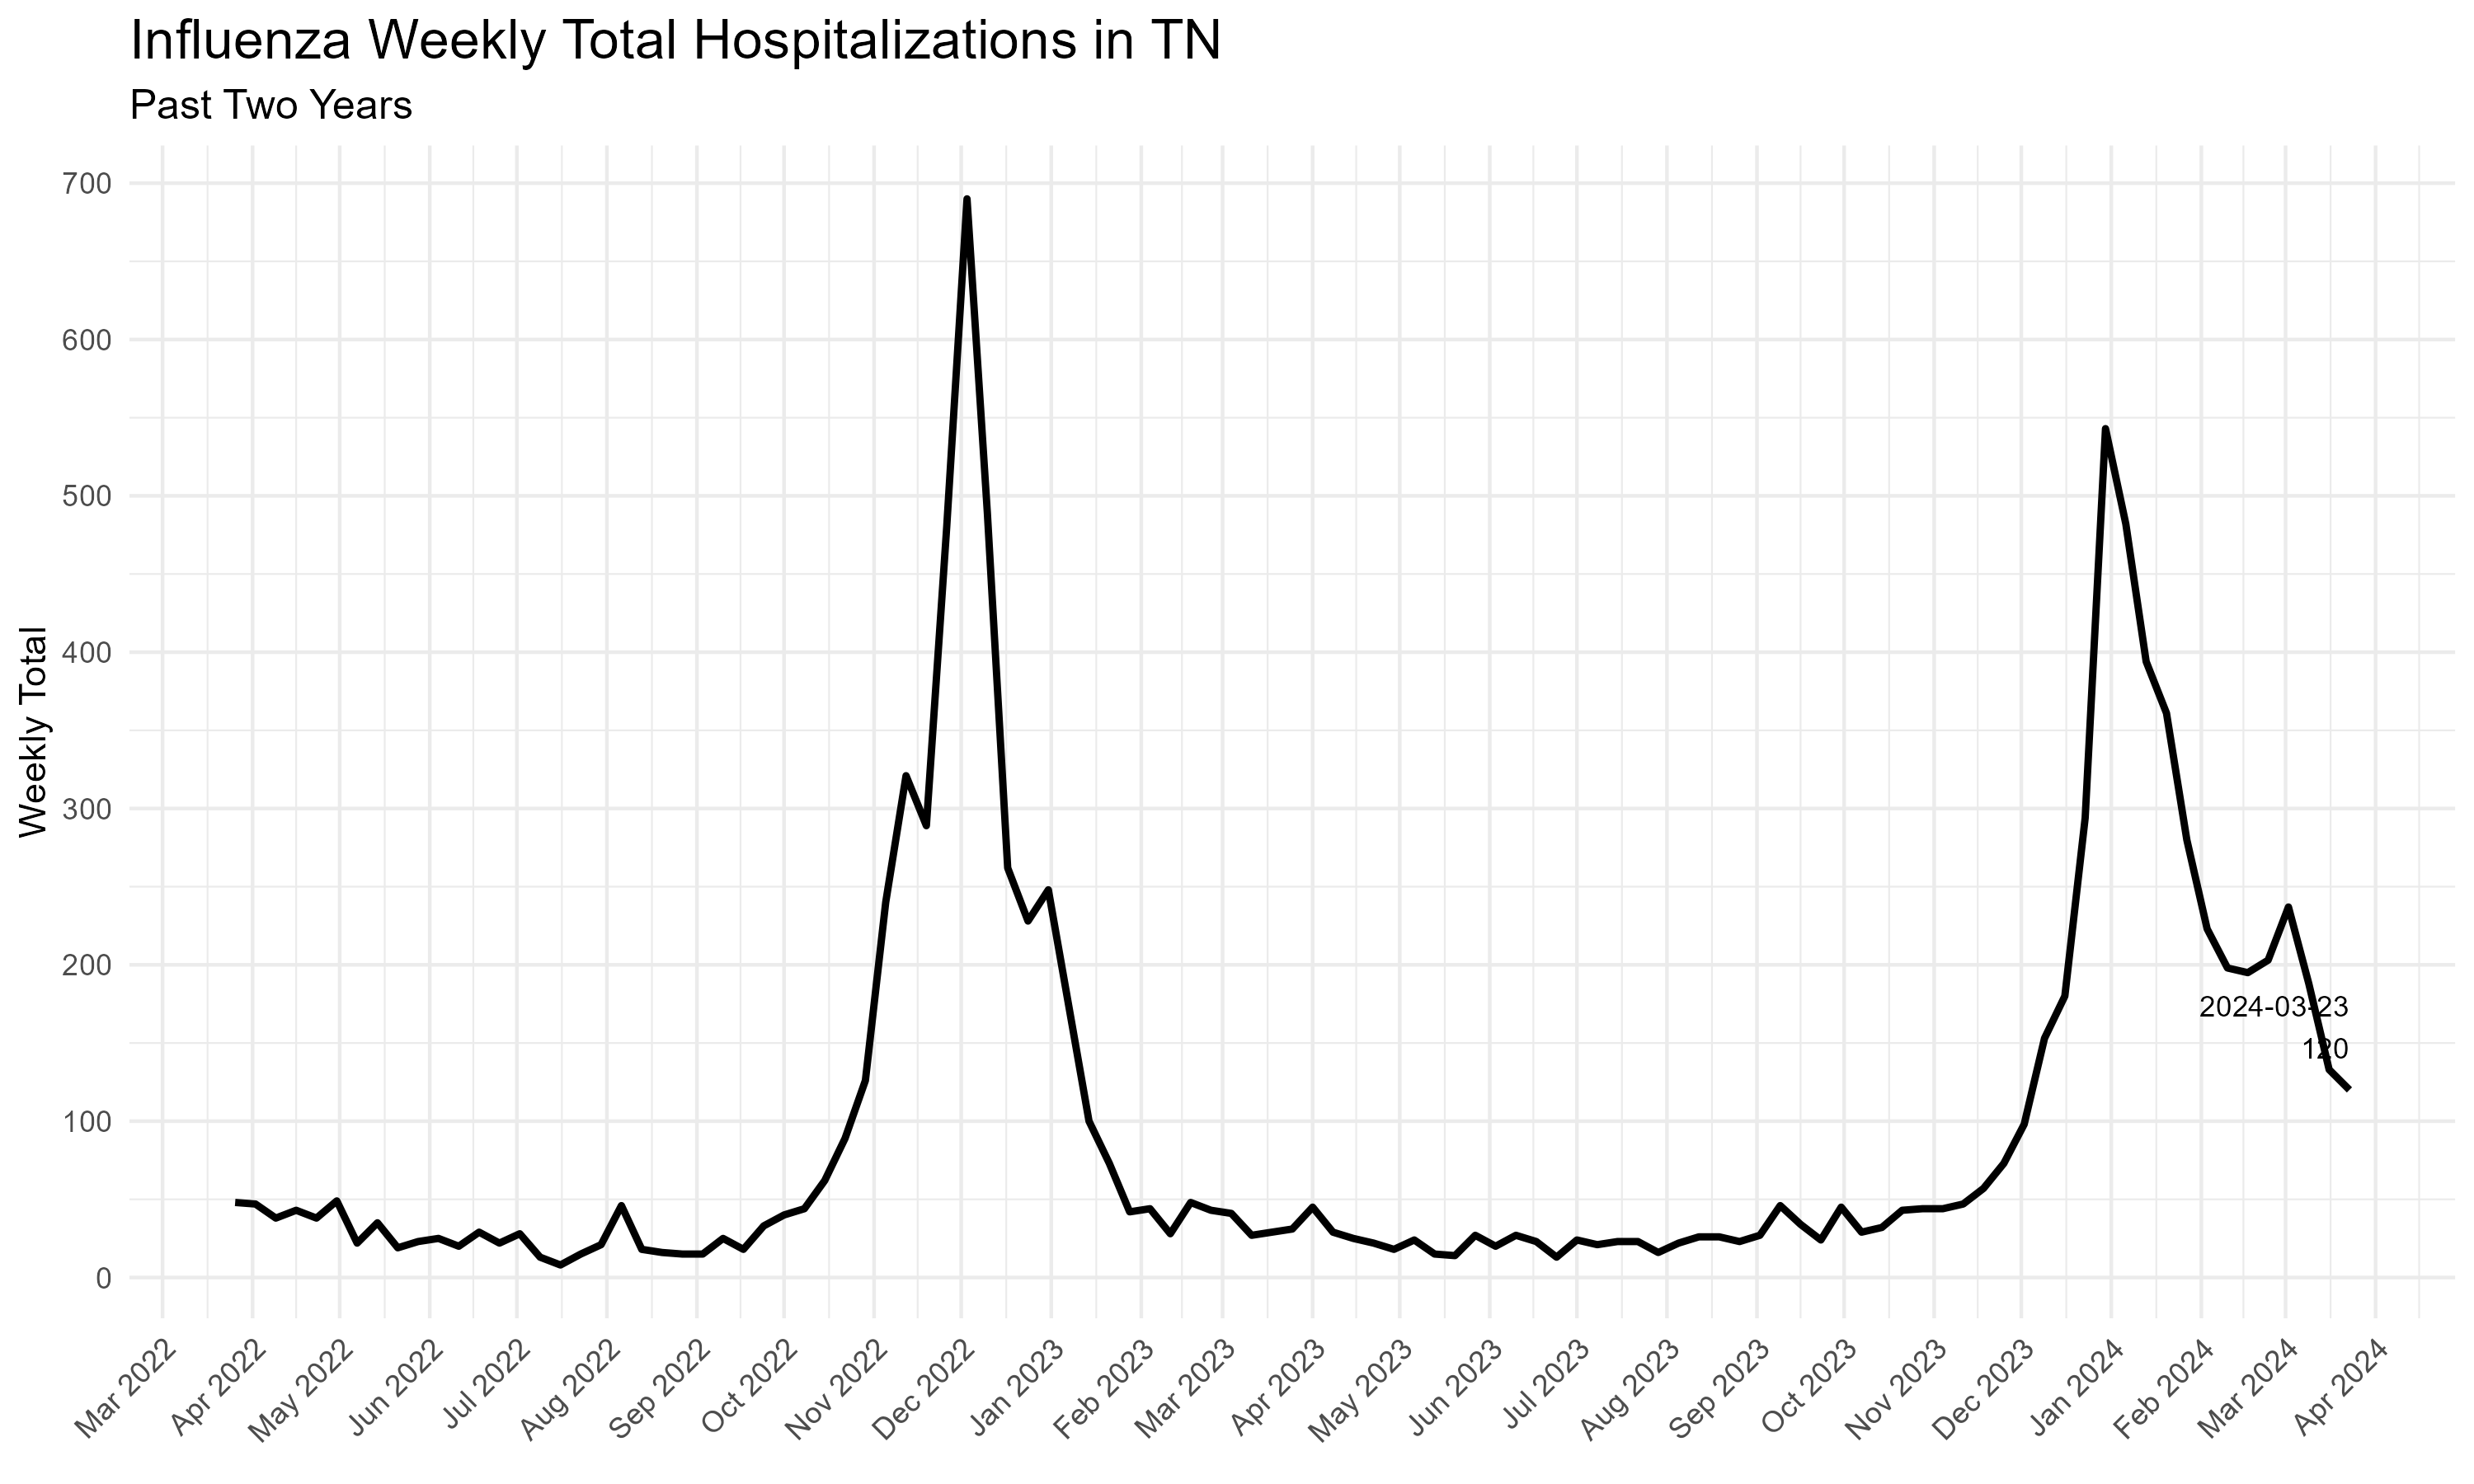 Influenza Weekly Total Hospitalizations in TN
Past Two Years
Weekly Total
700
600
500
400
300
200
100
0
2024-03-23
120
Mar 2022
Apr 2022
May 2022
Jun 2022
Jul 2022
Aug 2022
Sep 2022
Oct 2022
Nov 2022
Dec 2022
Jan 2023
Feb 2023
Mar 2023
Apr 2023
May 2023
Jun 2023
Jul 2023
Aug 2023
Sep 2023
Oct 2023
Nov 2023
Dec 2023
Jan 2024
Feb 2024
Mar 2024
Apr 2024